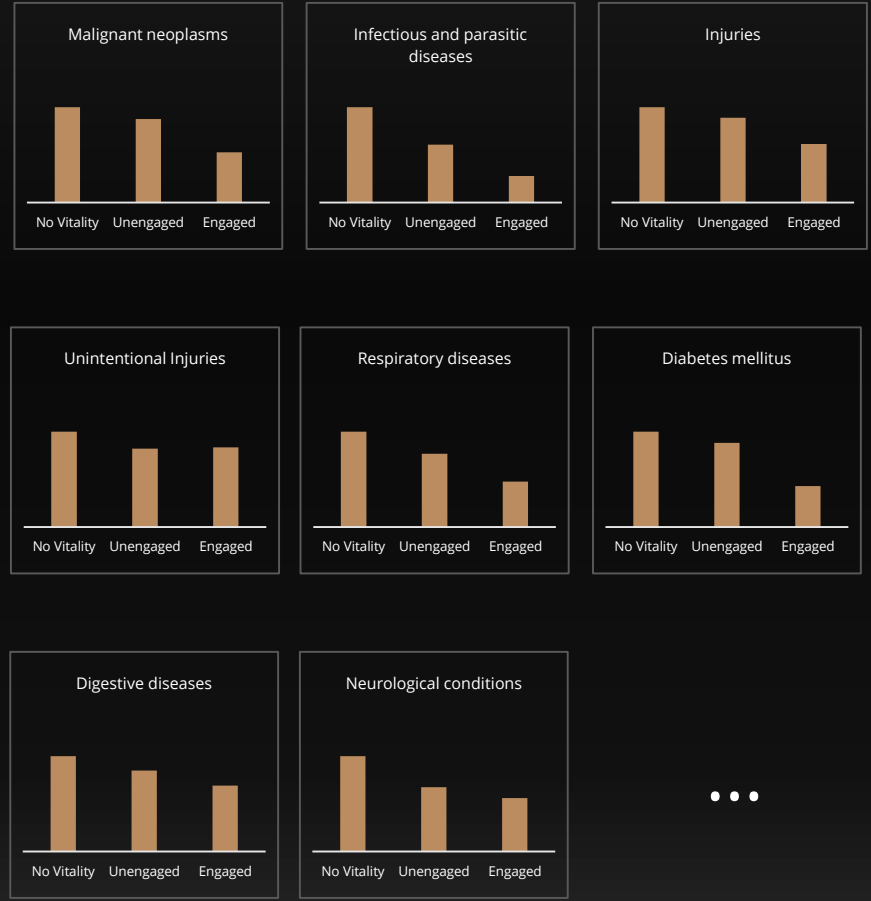 Malignant neoplasms
No Vitality Unengaged Engaged
Infectious and parasitic
diseases
No Vitality Unengaged Engaged
Injuries
No Vitality Unengaged Engaged
Unintentional Injuries
No Vitality Unengaged Engaged
Respiratory diseases
No Vitality Unengaged Engaged
Diabetes mellitus
No Vitality Unengaged Engaged
Digestive diseases
No Vitality Unengaged Engaged
Neurological conditions
No Vitality Unengaged Engaged
...